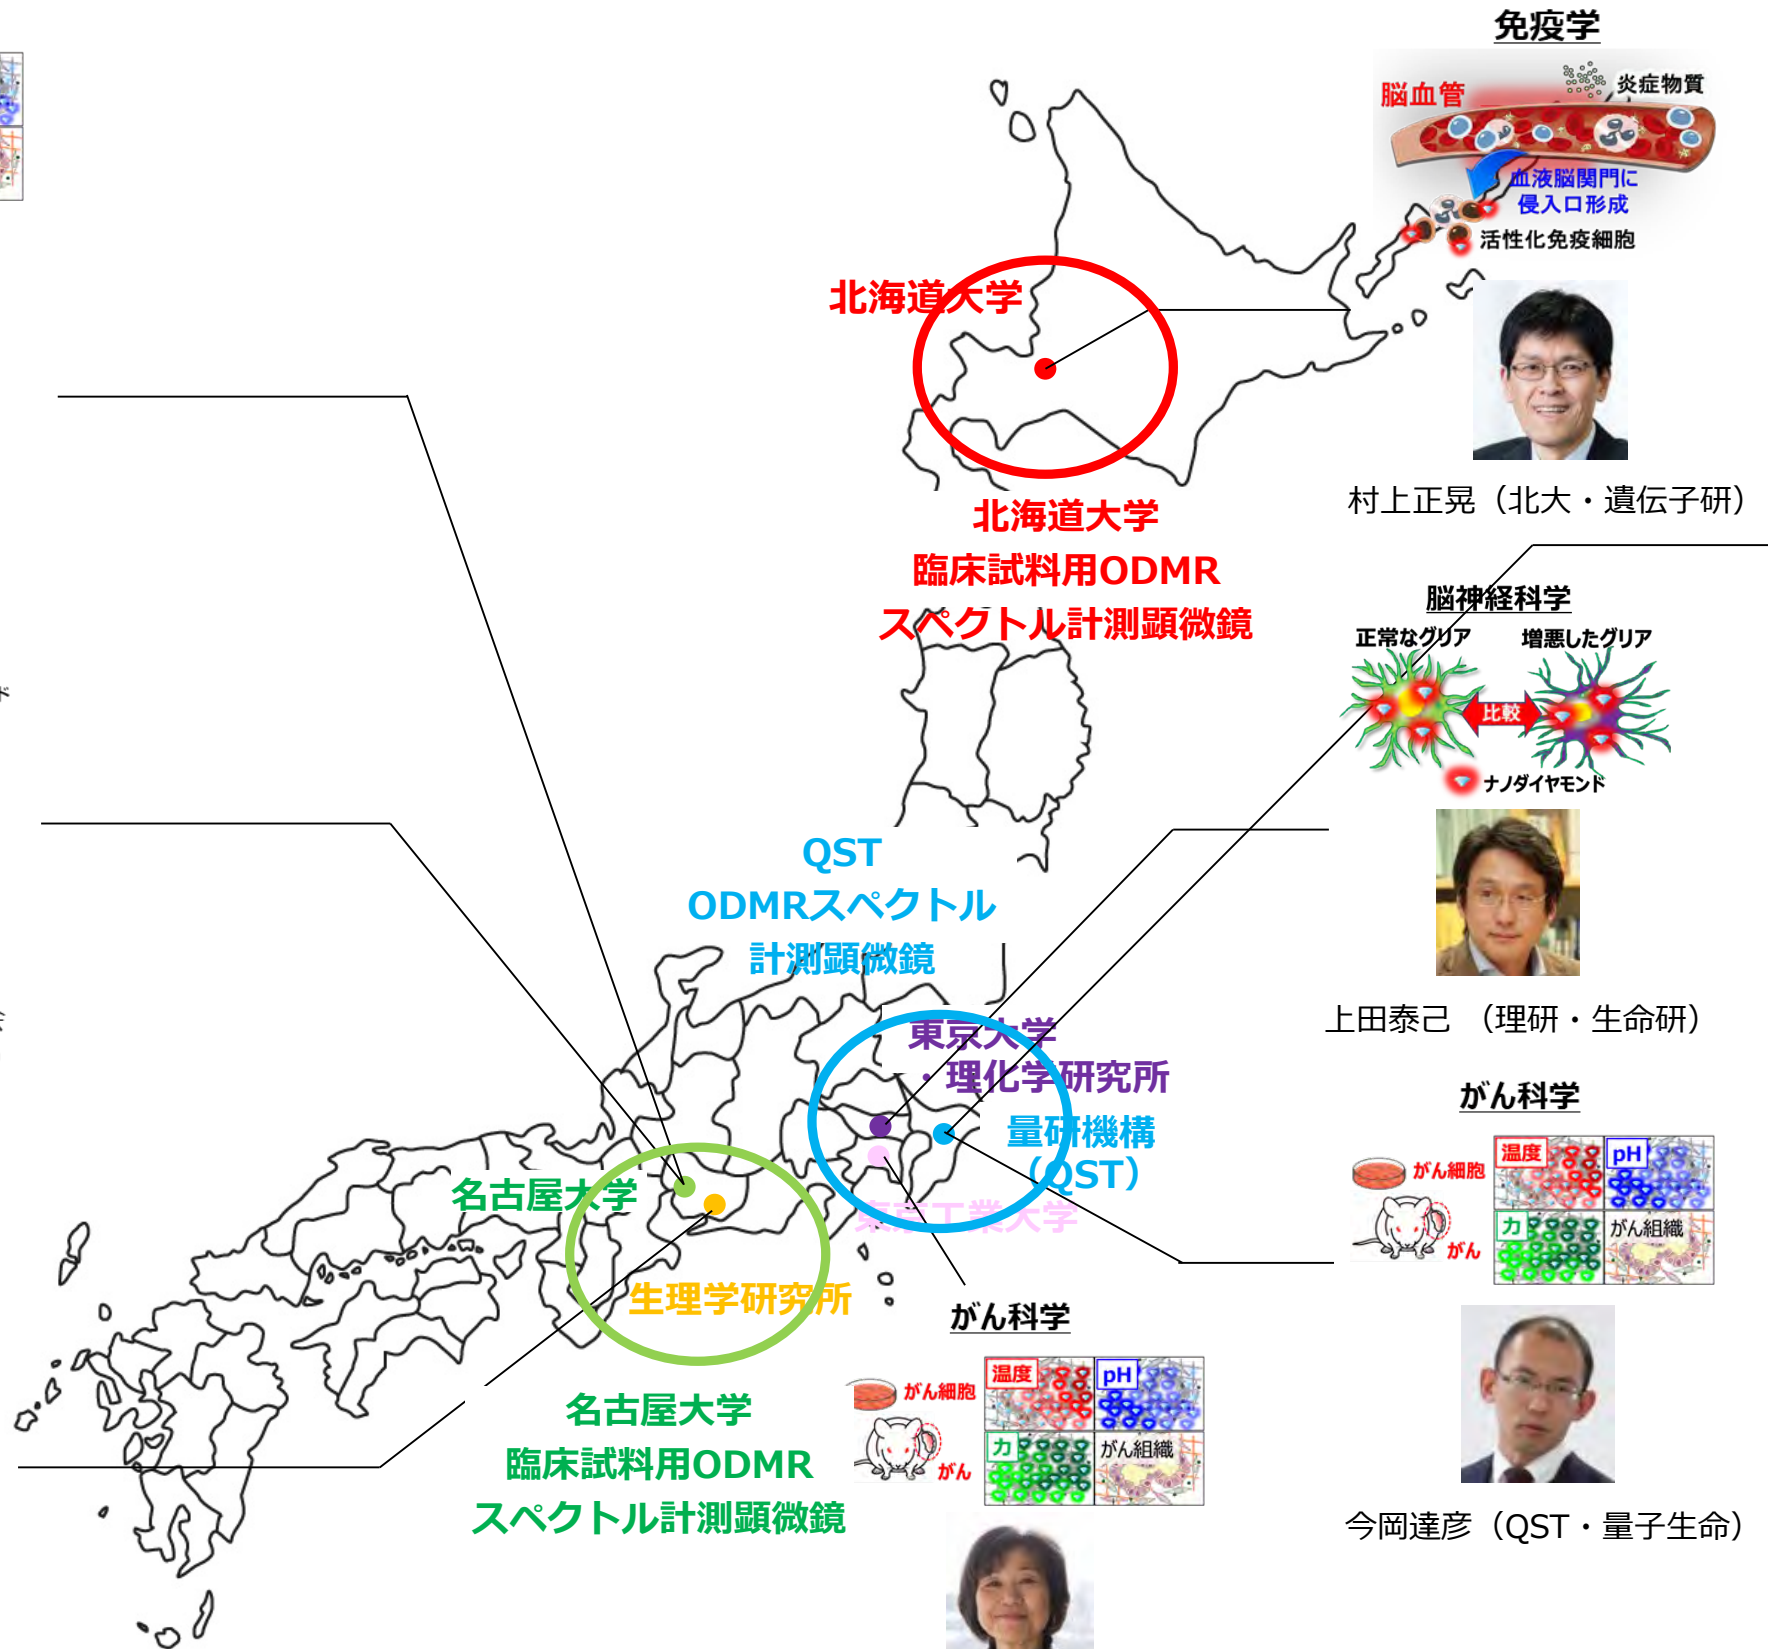 免疫学
脳血管
炎症物質
血液脳関門に
侵入口形成
活性化免疫細胞
村上正晃（北大・遺伝子研）
北海道大学
北海道大学
臨床試料用ODMR
スペクトル計測顕微鏡
脳神経科学
正常なグリア
増悪したグリア
比較
ナノダイヤモンド
上田泰己　（理研・生命研）
QST
ODMRスペクトル
計測顕微鏡
東京大学
・理化学研究所
量研機構
（QST）
東京工業大学
名古屋大学
生理学研究所
名古屋大学
臨床試料用ODMR
スペクトル計測顕微鏡
がん科学
がん細胞
がん
温度
pH
力
がん組織
今岡達彦（QST・量子生命）
がん科学
がん細胞
がん
温度
pH
力
がん組織
ド